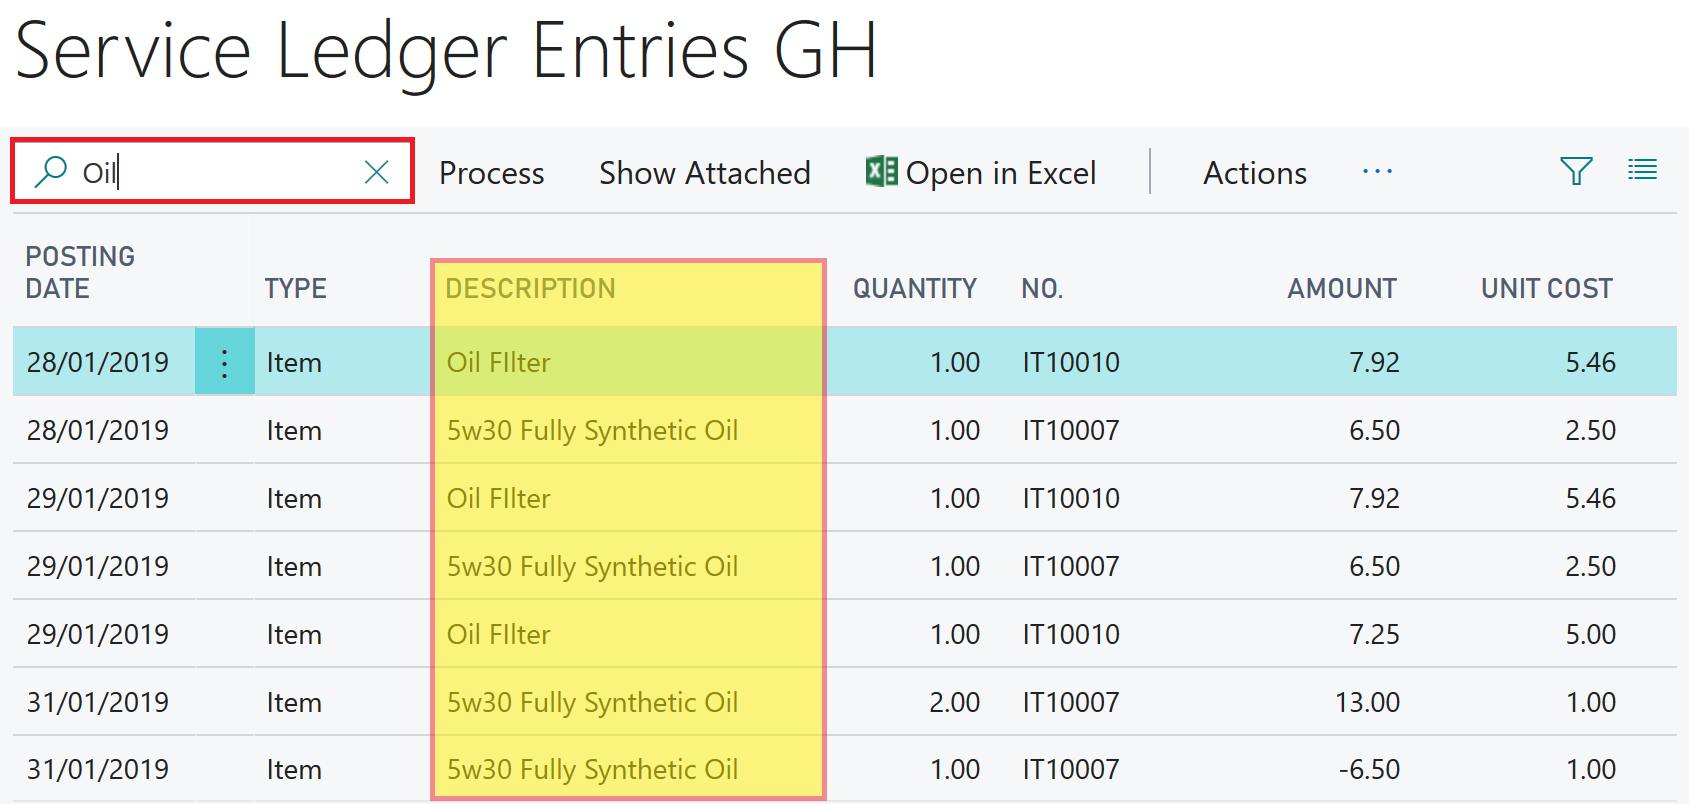 Service Ledger Entries GH
Oil Process Show Attached Open in Excel Actions ...
POSTING DATE TYPE DESCRIPTION QUANTITY NO. AMOUNT UNIT COST
28/01/2019 Item Oil FIlter 1.00 IT10010 7.92 5.46
28/01/2019 Item 5w30 Fully Synthetic Oil 1.00 IT10007 6.50 2.50
29/01/2019 Item Oil FIlter 1.00 IT10010 7.92 5.46
29/01/2019 Item 5w30 Fully Synthetic Oil 1.00 IT10007 6.50 2.50
29/01/2019 Item Oil FIlter 1.00 IT10010 7.25 5.00
31/01/2019 Item 5w30 Fully Synthetic Oil 2.00 IT10007 13.00 1.00
31/01/2019 Item 5w30 Fully Synthetic Oil 1.00 IT10007 -6.50 1.00